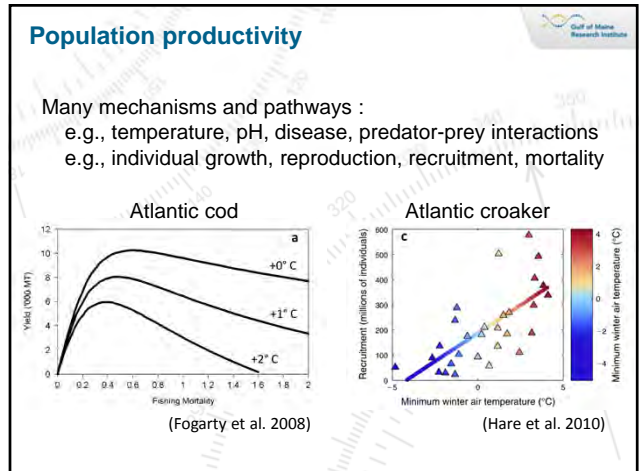 Population productivity
Gulf of Maine
Research Institute
Many mechanisms and pathways :
e.g., temperature, pH, disease, predator-prey interactions
e.g., individual growth, reproduction, recruitment, mortality
Atlantic cod
a
Yield ('000 MT)
12
10
8
6
4
2
0
+0° C
+1° C
+2° C
0 0.2 0.4 0.6 0.8 1 1.2 1.4 1.6 1.8 2
Fishing Mortality
(Fogarty et al. 2008)
Atlantic croaker
c
Recruitment (millions of individuals)
600
500
400
300
200
100
0
-5 0 5
Minimum winter air temperature (°C)
4
2
0
-2
-4
Minimum winter air temperature (°C)
(Hare et al. 2010)
320
340
350